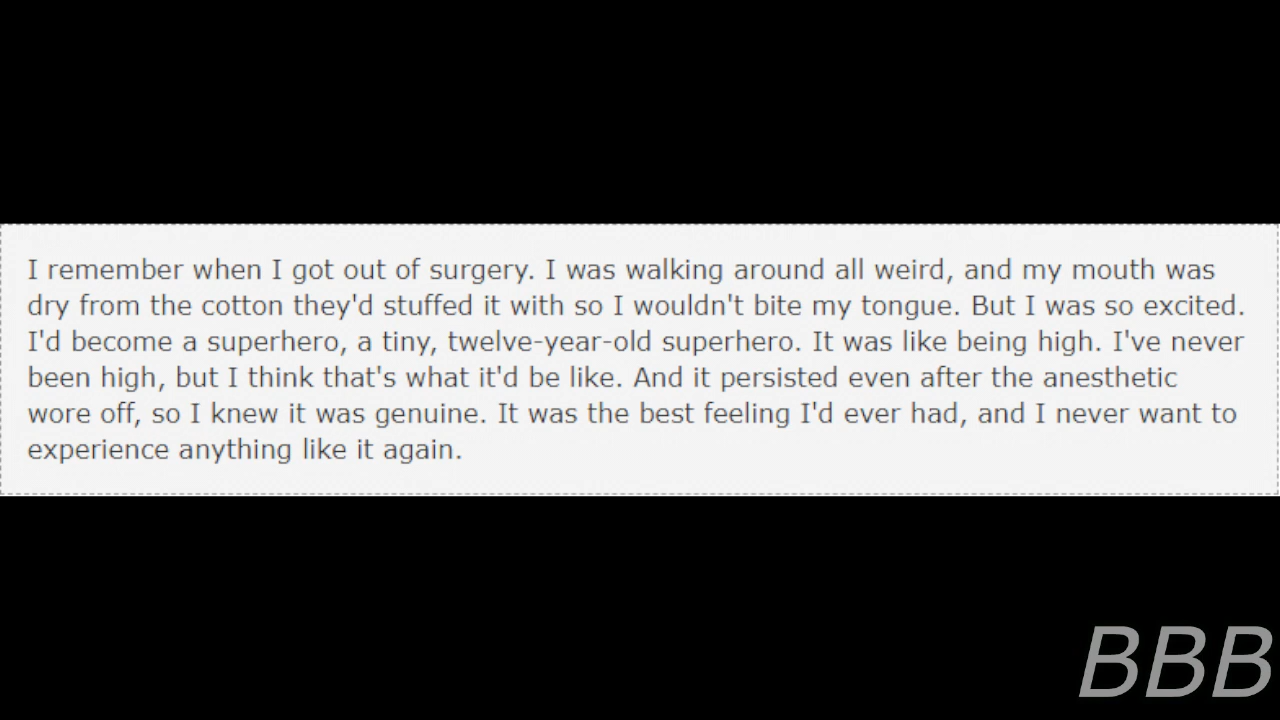 I remember when I got out of surgery. I was walking around all weird, and my mouth was
dry from the cotton they'd stuffed it with so I wouldn't bite my tongue. But I was so excited.
I'd become a superhero, a tiny, twelve-year-old superhero. It was like being high. I've never
been high, but I think that's what it'd be like. And it persisted even after the anesthetic
wore off, so I knew it was genuine. It was the best feeling I'd ever had, and I never want to
experience anything like it again.
BBB